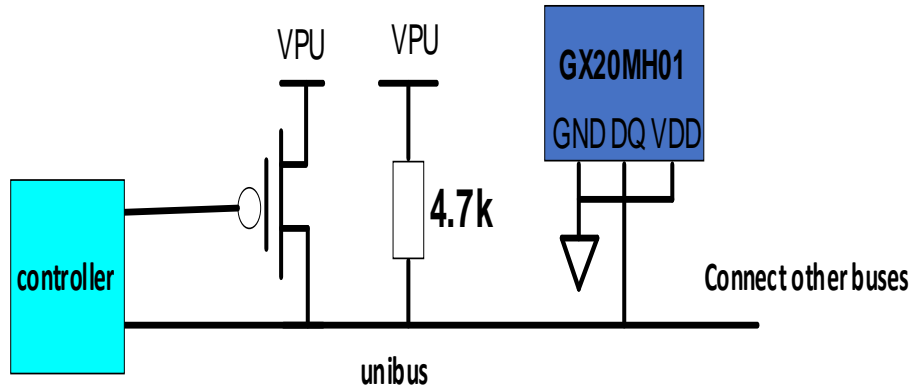 VPU
VPU
GX20MH01
GND DQ VDD
4.7k
controller
Connect other buses
unibus